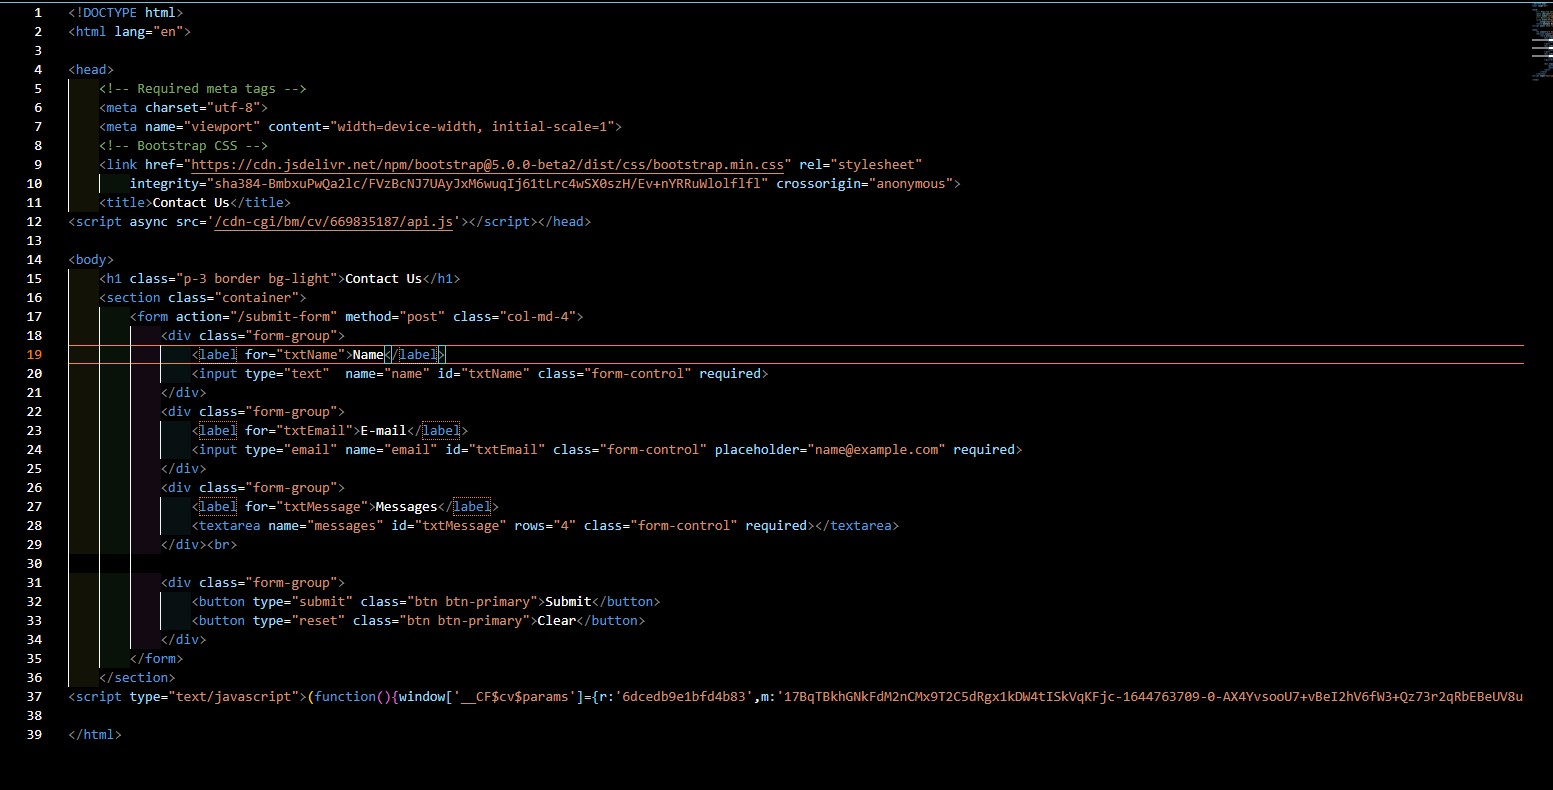 1 <!DOCTYPE html>
2 <html lang="en">
3
4 <head>
5 <!-- Required meta tags -->
6 <meta charset="utf-8">
7 <meta name="viewport" content="width=device-width, initial-scale=1">
8 <!-- Bootstrap CSS -->
9 <link href="https://cdn.jsdelivr.net/npm/bootstrap@5.0.0-beta2/dist/css/bootstrap.min.css" rel="stylesheet"
10 integrity="sha384-BmbxuPwQa2lc/FVzBcNJ7UAyJxM6wuqIj61tLrc4wSX0szH/Ev+nYRRuWlolflfl" crossorigin="anonymous">
11 <title>Contact Us</title>
12 <script async src='/cdn-cgi/bm/cv/669835187/api.js'></script></head>
13
14 <body>
15 <h1 class="p-3 border bg-light">Contact Us</h1>
16 <section class="container">
17 <form action="/submit-form" method="post" class="col-md-4">
18 <div class="form-group">
19 <label for="txtName">Name</label>
20 <input type="text"  name="name" id="txtName" class="form-control" required>
21 </div>
22 <div class="form-group">
23 <label for="txtEmail">E-mail</label>
24 <input type="email" name="email" id="txtEmail" class="form-control" placeholder="name@example.com" required>
25 </div>
26 <div class="form-group">
27 <label for="txtMessage">Messages</label>
28 <textarea name="messages" id="txtMessage" rows="4" class="form-control" required></textarea>
29 </div><br>
30
31 <div class="form-group">
32 <button type="submit" class="btn btn-primary">Submit</button>
33 <button type="reset" class="btn btn-primary">Clear</button>
34 </div>
35 </form>
36 </section>
37 <script type="text/javascript">(function(){window['__CF$cv$params']={r:'6dcedb9e1bfd4b83',m:'17BqTBkhGNkFdM2nCMx9T2C5dRgx1kDW4tISkVqKFjc-1644763709-0-AX4YvsooU7+vBeI2hV6fW3+Qz73r2qRbEBeUV8u
38
39 </html>